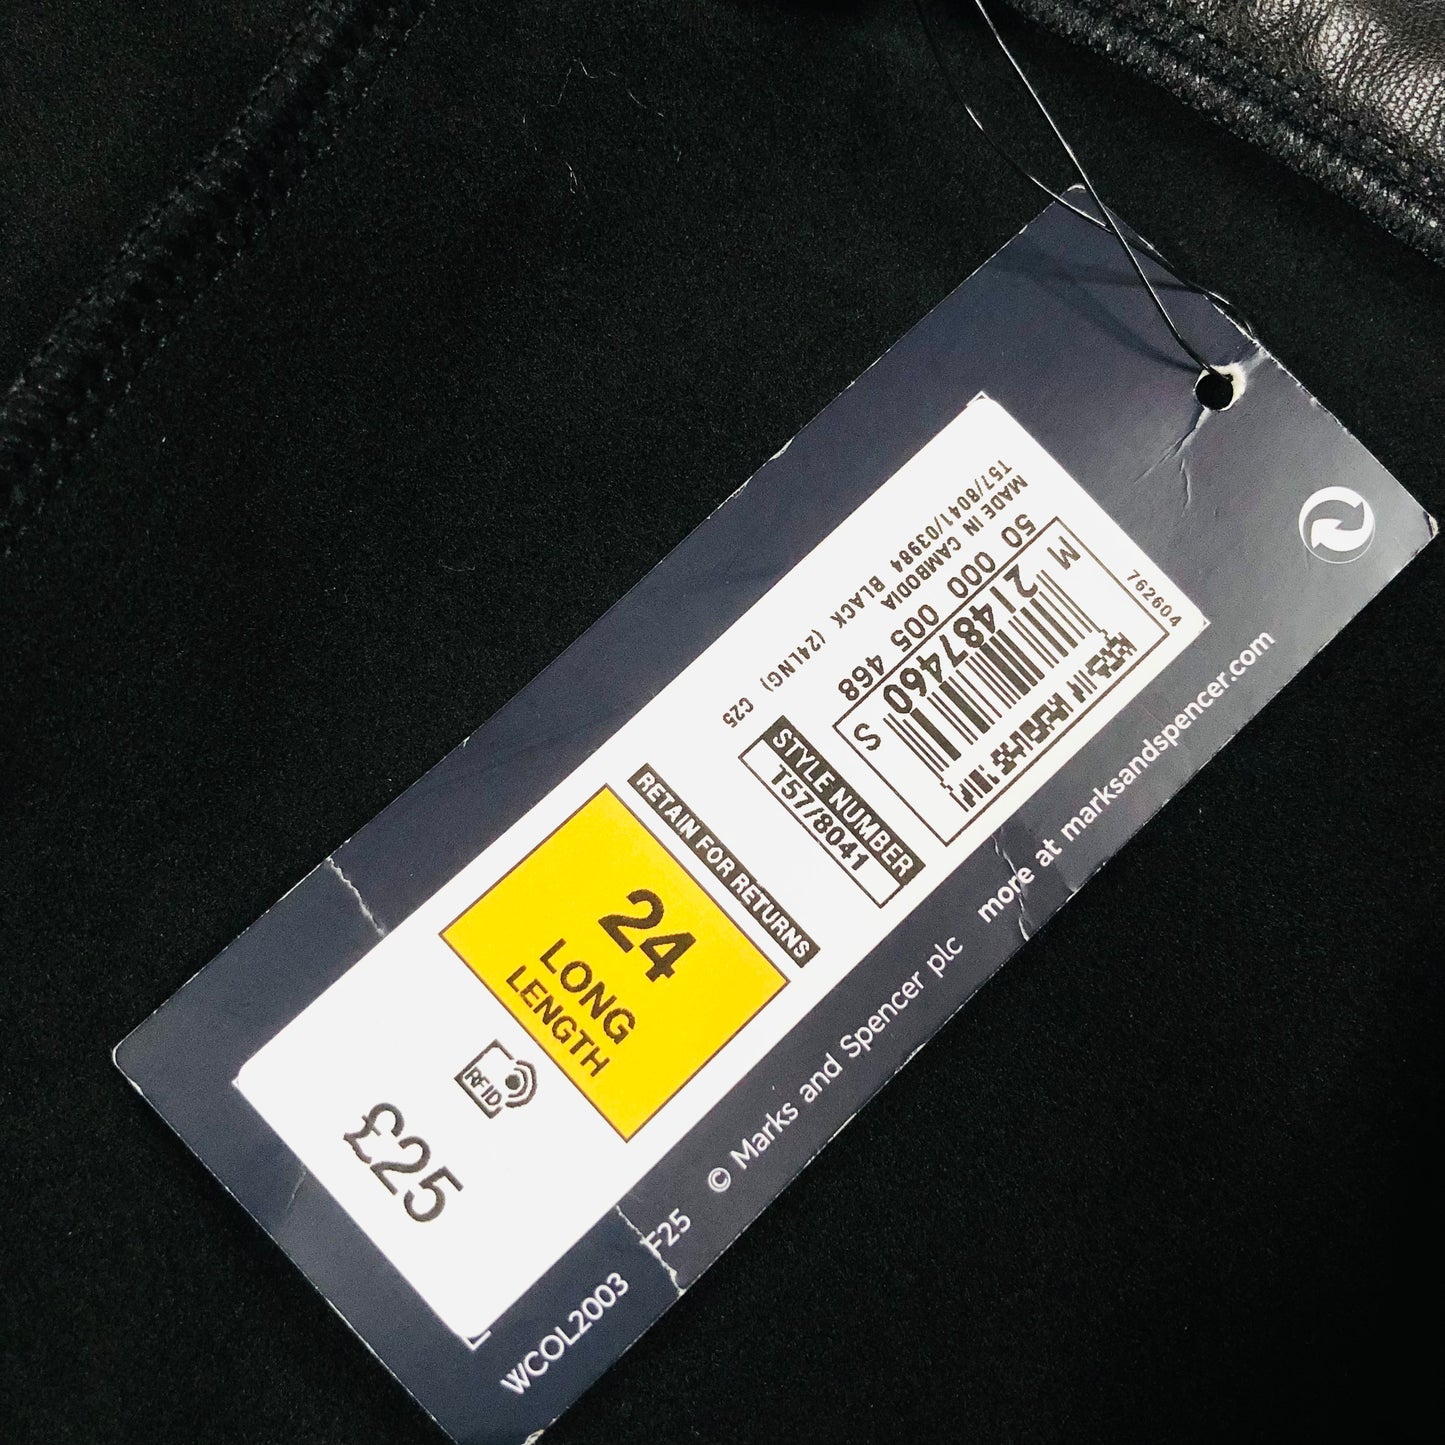 762604
M 21487460 S
50 000 005 468
MADE IN CAMBODIA
T57/8041/03984 BLACK (24LNG) C25
STYLE NUMBER
T57/8041
RETAIN FOR RETURNS
24
LONG
LENGTH
RFID
£25
WCOL2003 F25 © Marks and Spencer plc more at marksandspencer.com